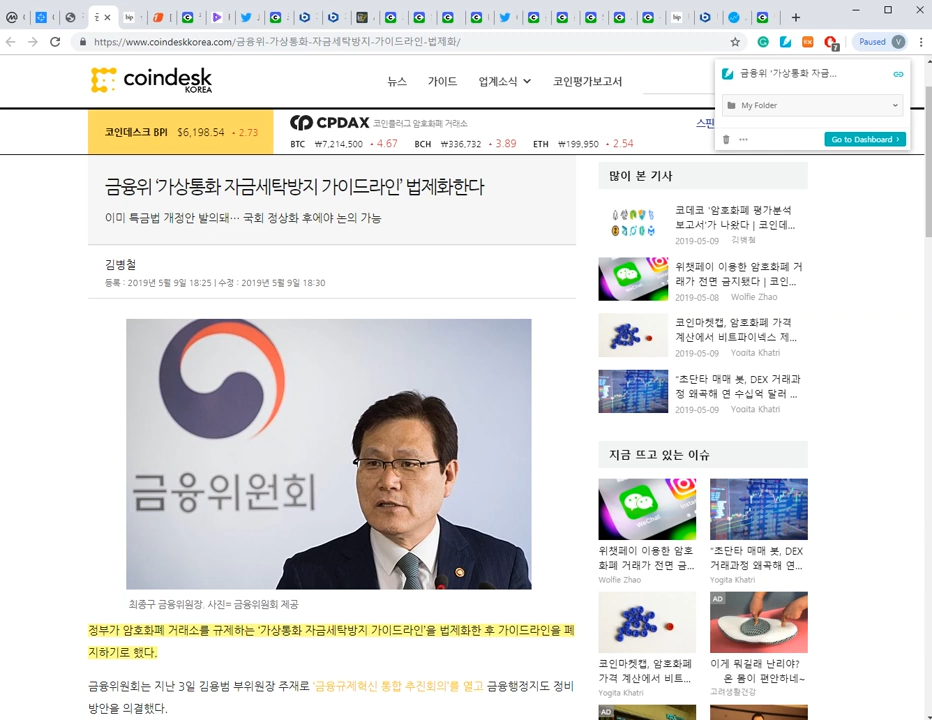 Paused
V
https://www.coindeskkorea.com/금융위-가상통화-자금세탁방지-가이드라인-법제화/
7
coindesk
KOREA
뉴스
가이드
업계소식
코인평가보고서
금융위 '가상통화 자금...
My Folder
Go to Dashboard
코인데스크 BPI $6,198.54 2.73
CPDAX 코인플러그 암호화폐 거래소
스핀
BTC ₩7,214,500 4.67 BCH ₩336,732 3.89 ETH ₩199,950 2.54
금융위 ‘가상통화 자금세탁방지 가이드라인’ 법제화한다
이미 특금법 개정안 발의돼… 국회 정상화 후에야 논의 가능
김병철
등록 : 2019년 5월 9일 18:25 | 수정 : 2019년 5월 9일 18:30
금융위원회
최종구 금융위원장. 사진= 금융위원회 제공
정부가 암호화폐 거래소를 규제하는 ‘가상통화 자금세탁방지 가이드라인’을 법제화한 후 가이드라인을 폐
지하기로 했다.
금융위원회는 지난 3일 김용범 부위원장 주재로 ‘금융규제혁신 통합 추진회의’를 열고 금융행정지도 정비
방안을 의결했다.
많이 본 기사
코데코 '암호화폐 평가분석
보고서'가 나왔다 | 코인데...
2019-05-09 김병철
위챗페이 이용한 암호화폐 거
래가 전면 금지됐다 | 코인...
2019-05-08 Wolfie Zhao
코인마켓캡, 암호화폐 가격
계산에서 비트파이넥스 제...
2019-05-09 Yogita Khatri
"초단타 매매 봇, DEX 거래과
정 왜곡해 연 수십억 달러 ...
2019-05-09 Yogita Khatri
지금 뜨고 있는 이슈
WeChat
위챗페이 이용한 암호
화폐 거래가 전면 금...
Wolfie Zhao
"초단타 매매 봇, DEX
거래과정 왜곡해 연...
Yogita Khatri
코인마켓캡, 암호화폐
가격 계산에서 비트...
Yogita Khatri
AD
이게 뭐길래 난리야?
온 몸이 편안하네~
고려생활건강
AD